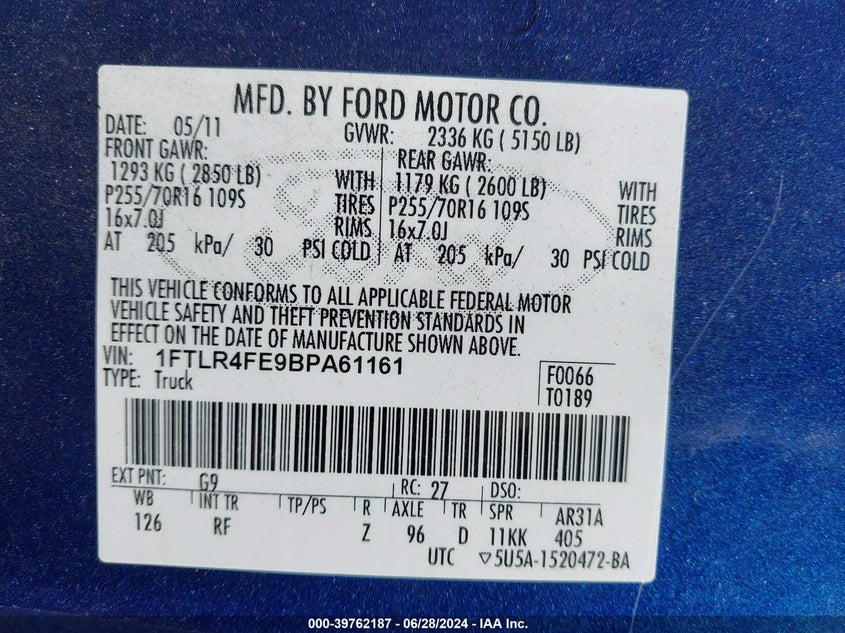 MFD. BY FORD MOTOR CO.
DATE: 05/11 GVWR: 2336 KG ( 5150 LB)
FRONT GAWR: REAR GAWR:
1293 KG ( 2850 LB) WITH 1179 KG ( 2600 LB) WITH
P255/70R16 109S TIRES P255/70R16 109S TIRES
16x7.0J RIMS 16x7.0J RIMS
AT 205 kPa/ 30 PSI COLD AT 205 kPa/ 30 PSI COLD
THIS VEHICLE CONFORMS TO ALL APPLICABLE FEDERAL MOTOR
VEHICLE SAFETY AND THEFT PREVENTION STANDARDS IN
EFFECT ON THE DATE OF MANUFACTURE SHOWN ABOVE.
VIN: 1FTLR4FE9BPA61161 F0066
TYPE: Truck T0189
EXT PNT: G9 RC: 27 DSO:
WB INT TR TP/PS R AXLE TR SPR AR31A
126 RF Z 96 D 11KK 405
UTC ▽5U5A-1520472-BA
000-39762187 - 06/28/2024 - IAA Inc.